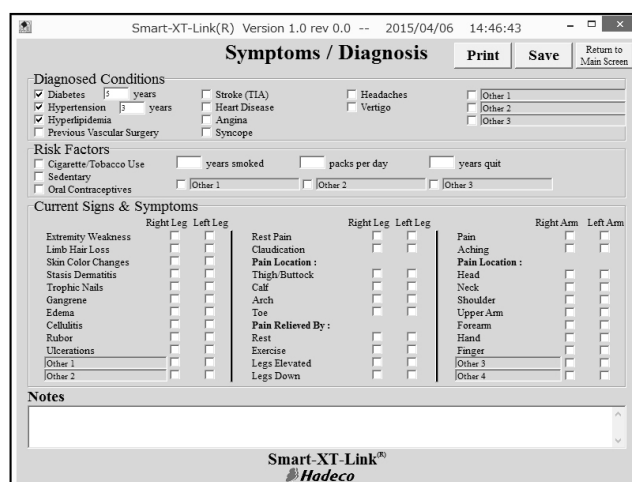 Smart-XT-Link(R) Version 1.0 rev 0.0 -- 2015/04/06 14:46:43
Symptoms / Diagnosis Print Save Return to Main Screen
Diagnosed Conditions
Diabetes 5 years Stroke (TIA) Headaches Other 1
Hypertension 3 years Heart Disease Vertigo Other 2
Hyperlipidemia Angina Other 3
Previous Vascular Surgery Syncope
Risk Factors
Cigarette/Tobacco Use years smoked packs per day years quit
Sedentary
Oral Contraceptives Other 1 Other 2 Other 3
Current Signs & Symptoms
Right Leg Left Leg Right Leg Left Leg Right Arm Left Arm
Extremity Weakness Rest Pain Pain
Limb Hair Loss Claudication Aching
Skin Color Changes Pain Location : Pain Location :
Stasis Dermatitis Thigh/Buttock Head
Trophic Nails Calf Neck
Gangrene Arch Shoulder
Edema Toe Upper Arm
Cellulitis Pain Relieved By : Forearm
Rubor Rest Hand
Ulcerations Exercise Finger
Other 1 Legs Elevated Other 3
Other 2 Legs Down Other 4
Notes
Smart-XT-Link(R)
Hadeco